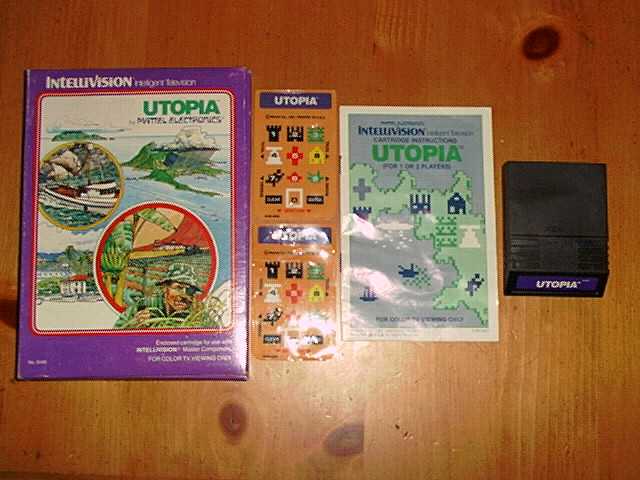 INTELLIVISION Intelligent Television
UTOPIA
by MATTEL ELECTRONICS
Enclosed cartridge for use with
INTELLIVISION Master Component
FOR COLOR TV VIEWING ONLY
UTOPIA
UTOPIA
MATTEL ELECTRONICS
INTELLIVISION Intelligent Television
CARTRIDGE INSTRUCTIONS
UTOPIA
(FOR 1 OR 2 PLAYERS)
FOR COLOR TV VIEWING ONLY
UTOPIA